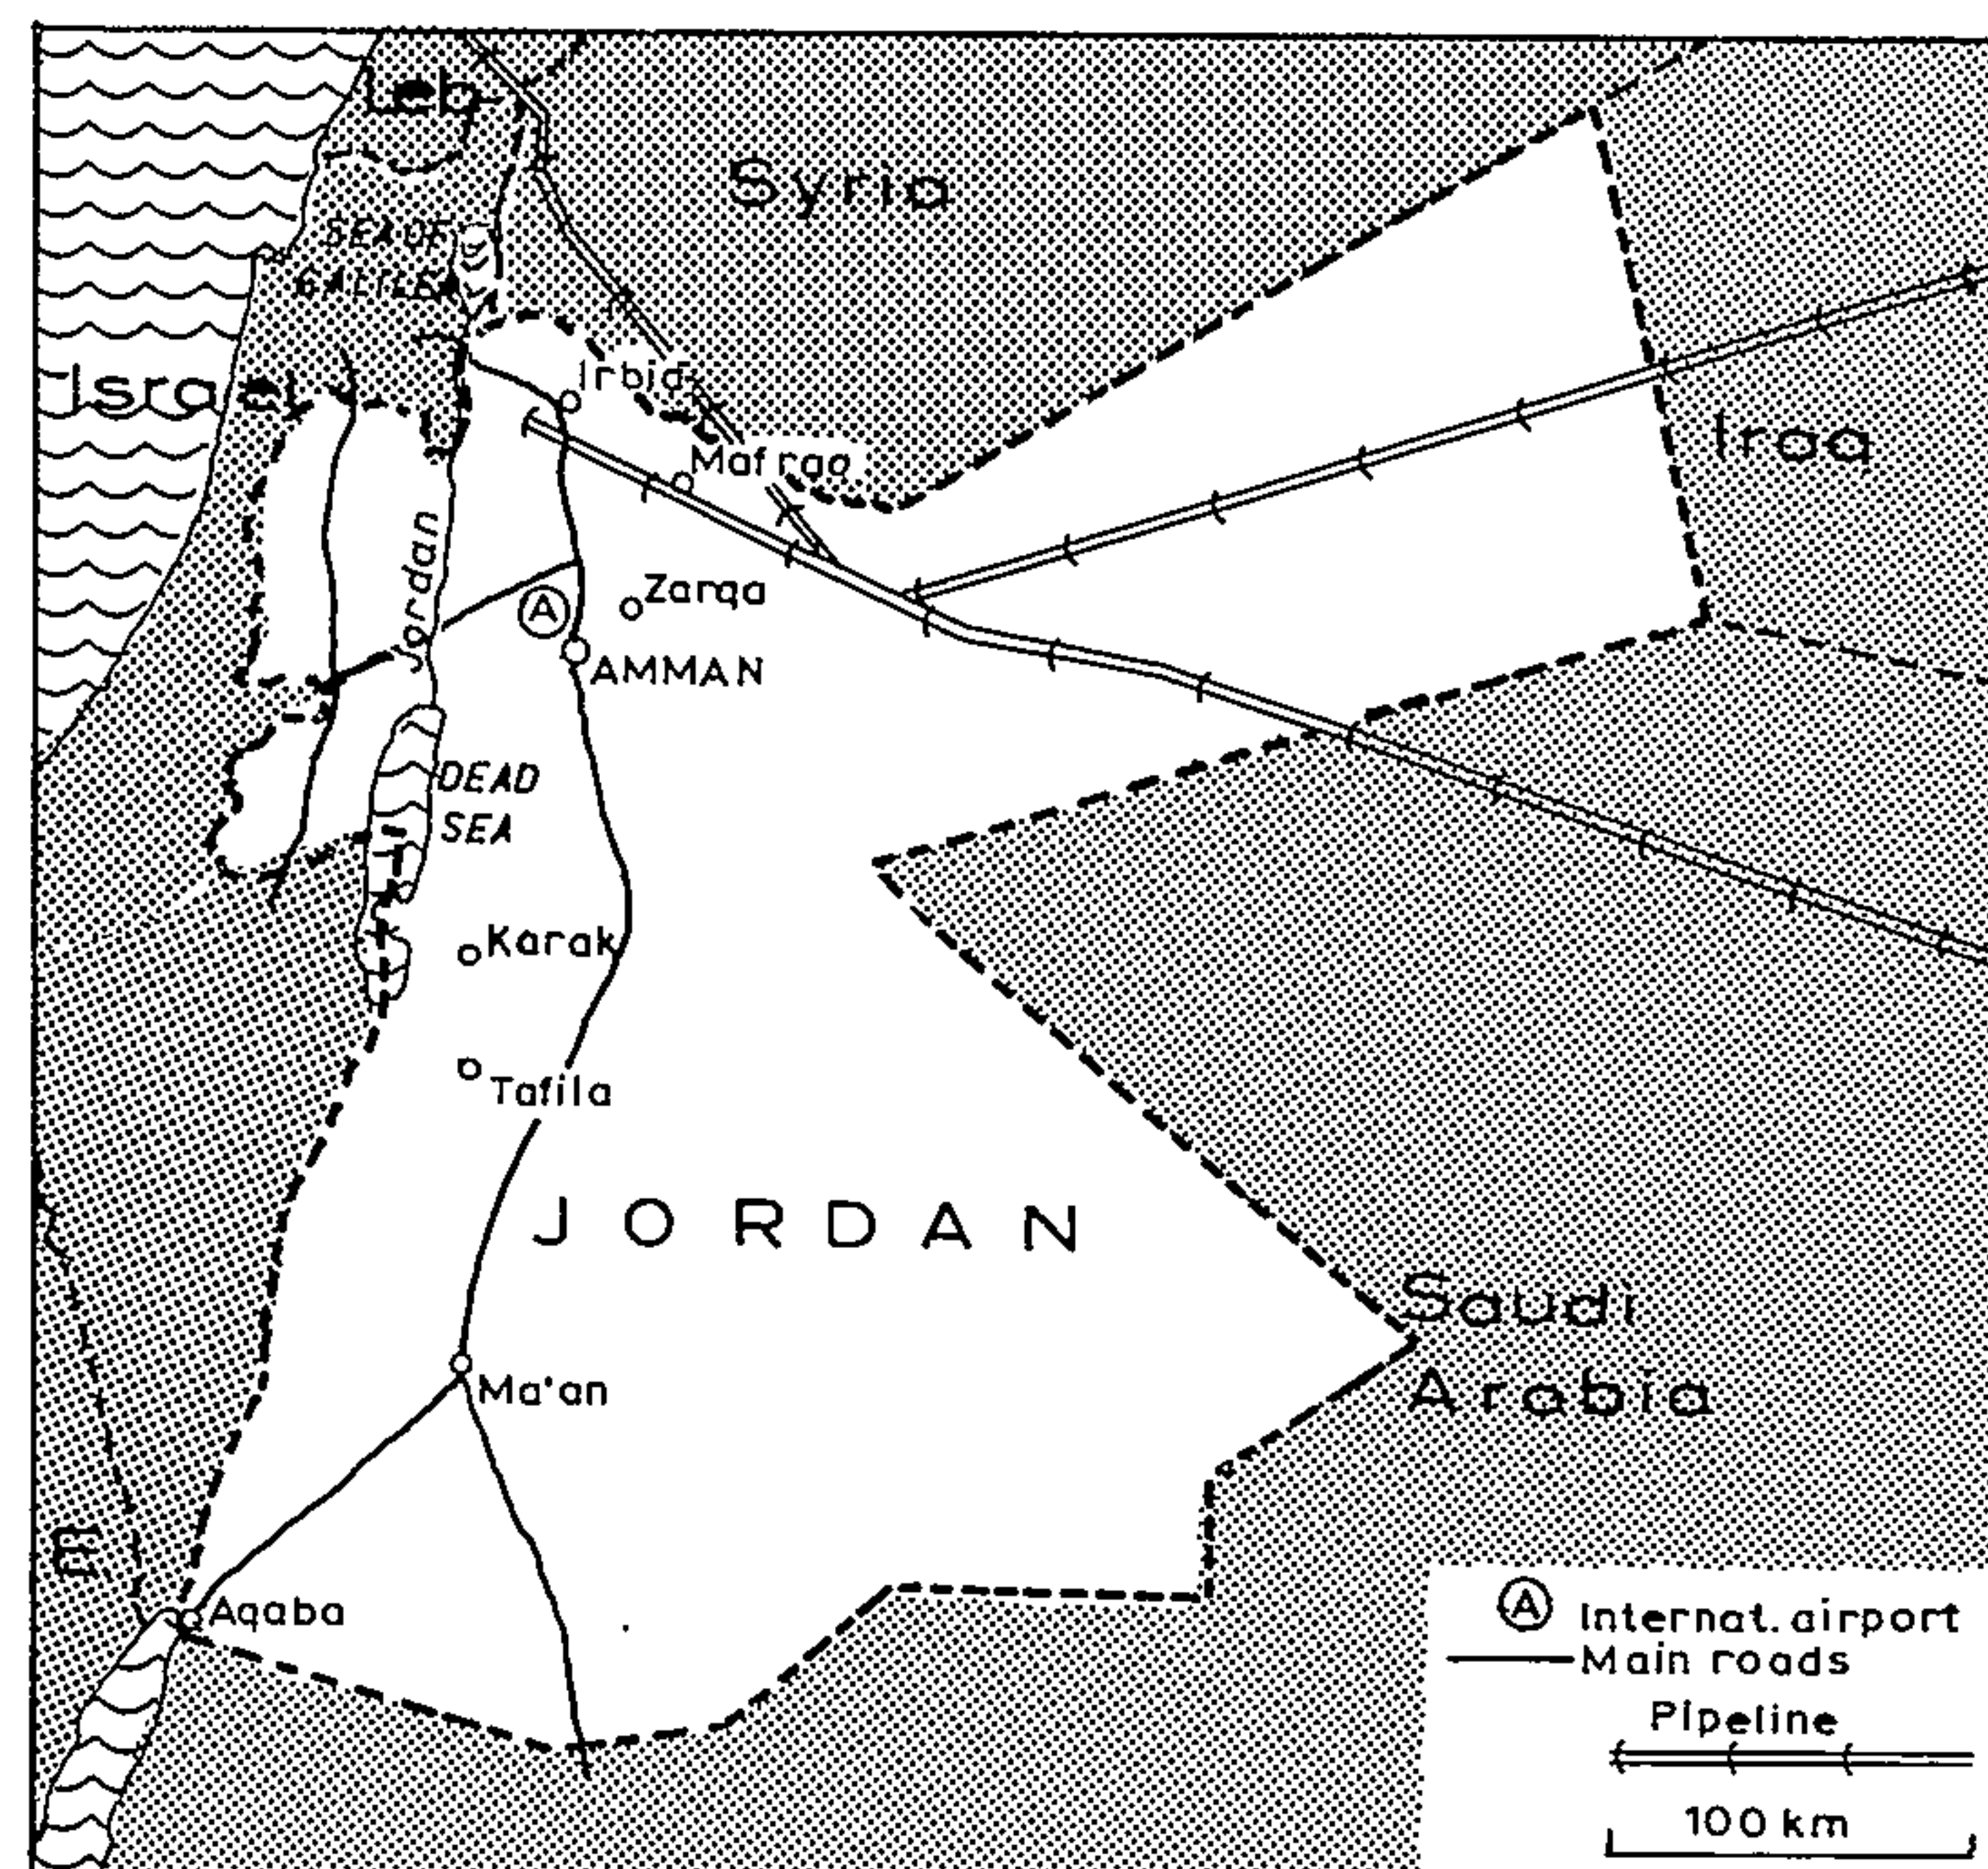 Leb
Syria
SEA OF
GALILEE
Israel
Irbid
Iraq
Mafraq
Jordan
Zarqa
A
AMMAN
DEAD
SEA
Karak
Tafila
JORDAN
Saudi
Arabia
Ma'an
E
Aqaba
A Internat. airport
Main roads
Pipeline
100 km